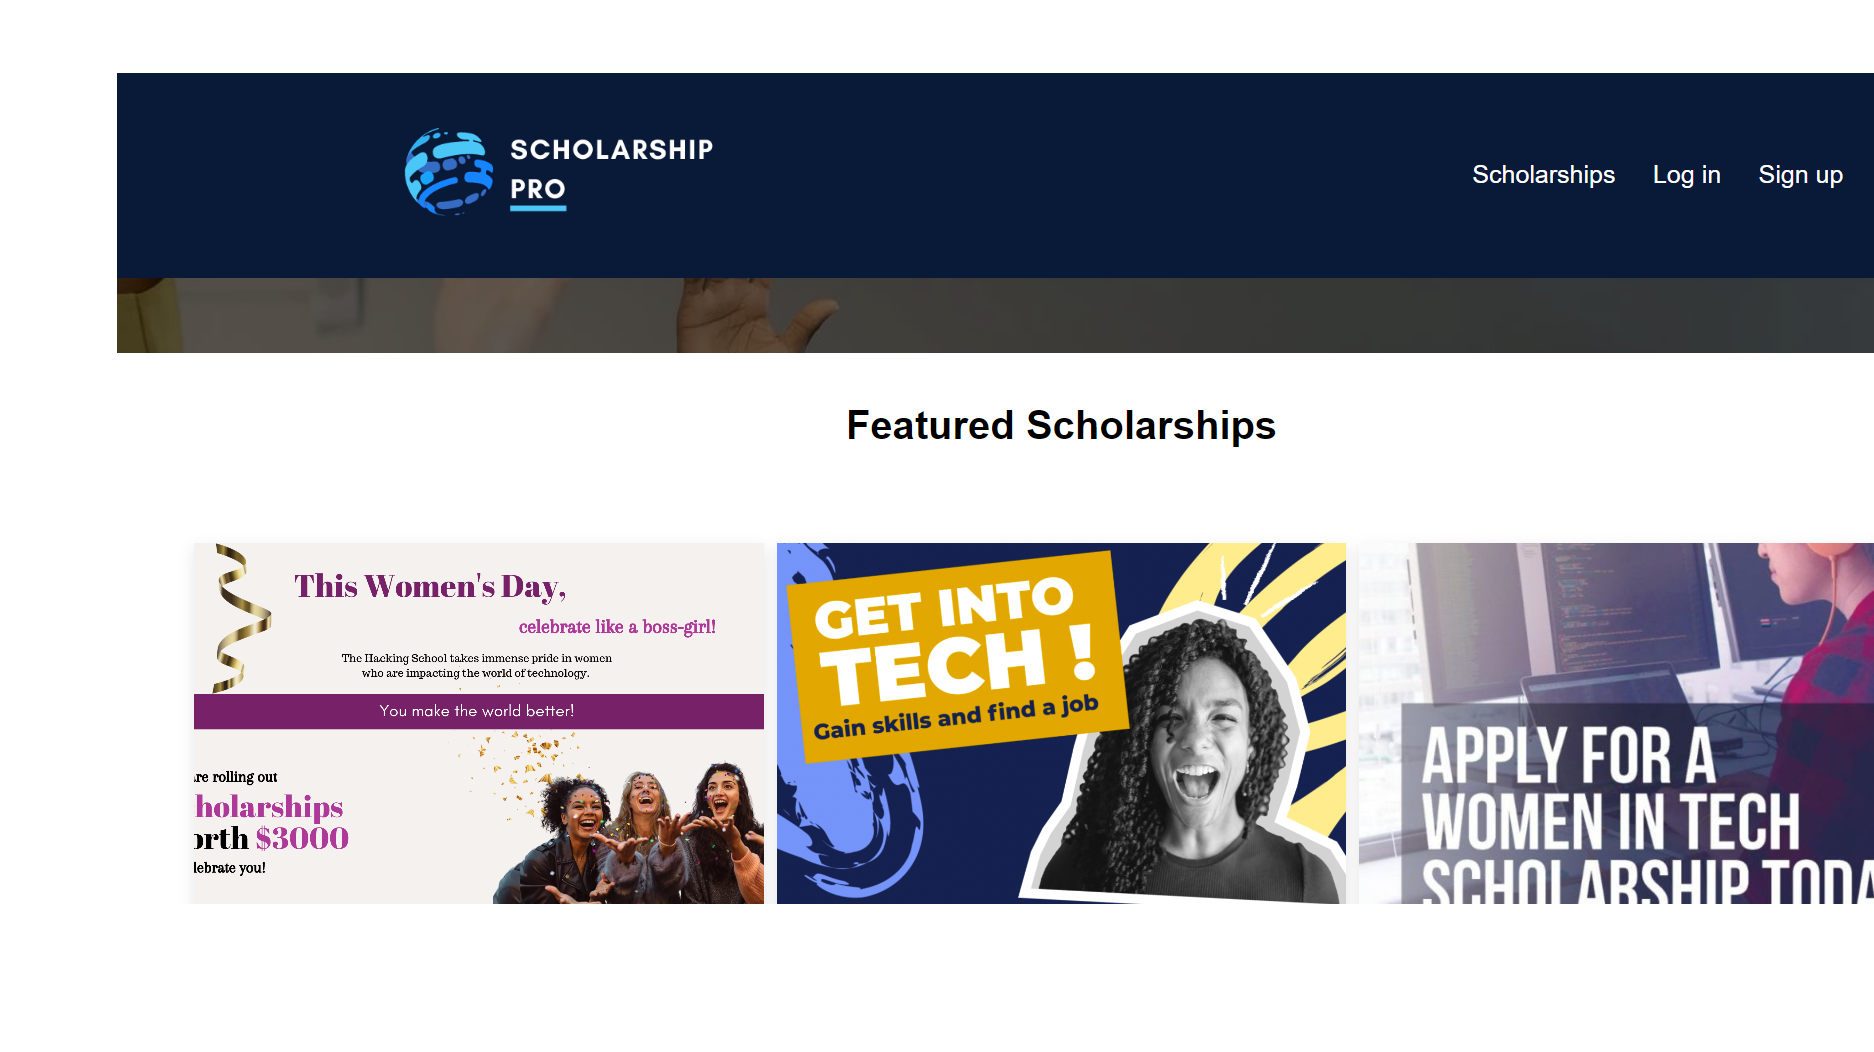 SCHOLARSHIP
PRO
Scholarships
Log in
Sign up
Featured Scholarships
This Women's Day,
celebrate like a boss-girl!
The Hacking School takes immense pride in women
who are impacting the world of technology.
You make the world better!
re rolling out
holarships
orth $3000
lebrate you!
GET INTO
TECH !
Gain skills and find a job
APPLY FOR A
WOMEN IN TECH
SCHOLARSHIP TODA